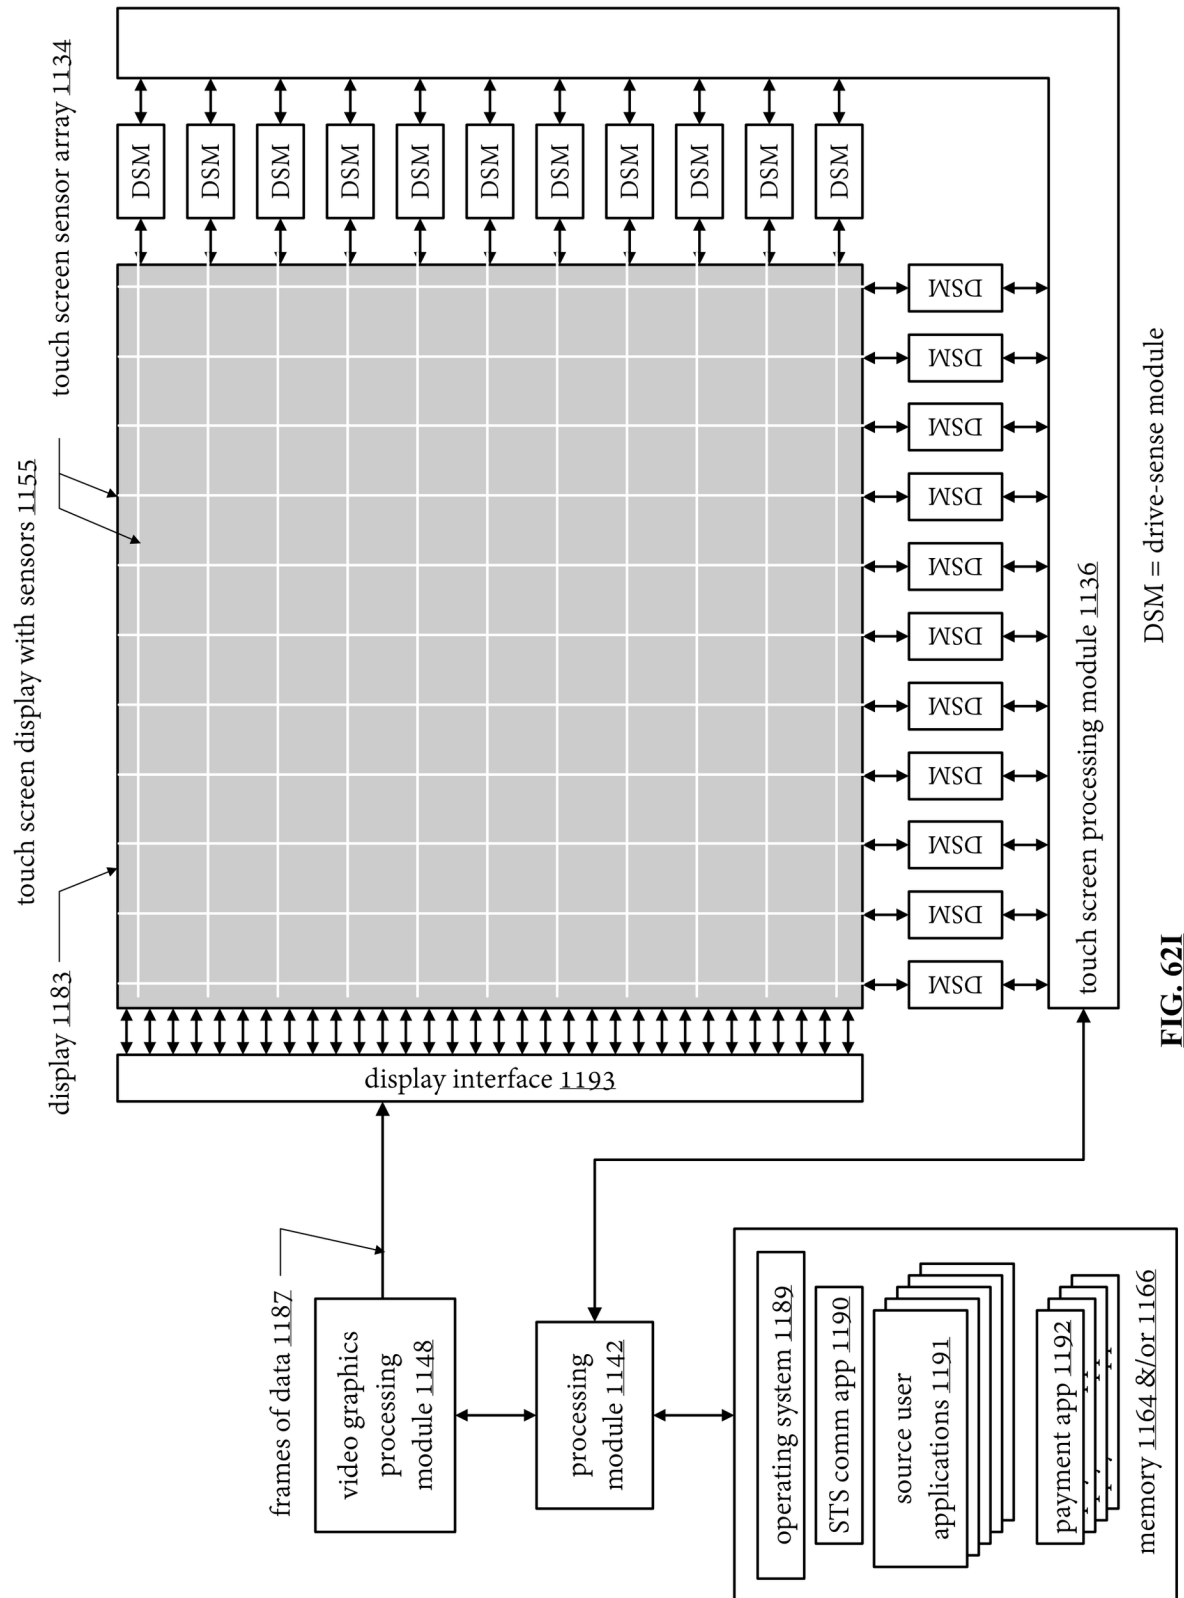 touch screen display with sensors 1155
display 1183
touch screen sensor array 1134
DSM
DSM
DSM
DSM
DSM
DSM
DSM
DSM
DSM
DSM
DSM
frames of data 1187
video graphics
processing
module 1148
display interface 1193
DSM
DSM
DSM
DSM
DSM
DSM
DSM
DSM
DSM
DSM
DSM
processing
module 1142
touch screen processing module 1136
operating system 1189
STS comm app 1190
source user
applications 1191
payment app 1192
memory 1164 &/or 1166
DSM = drive-sense module
FIG. 62I